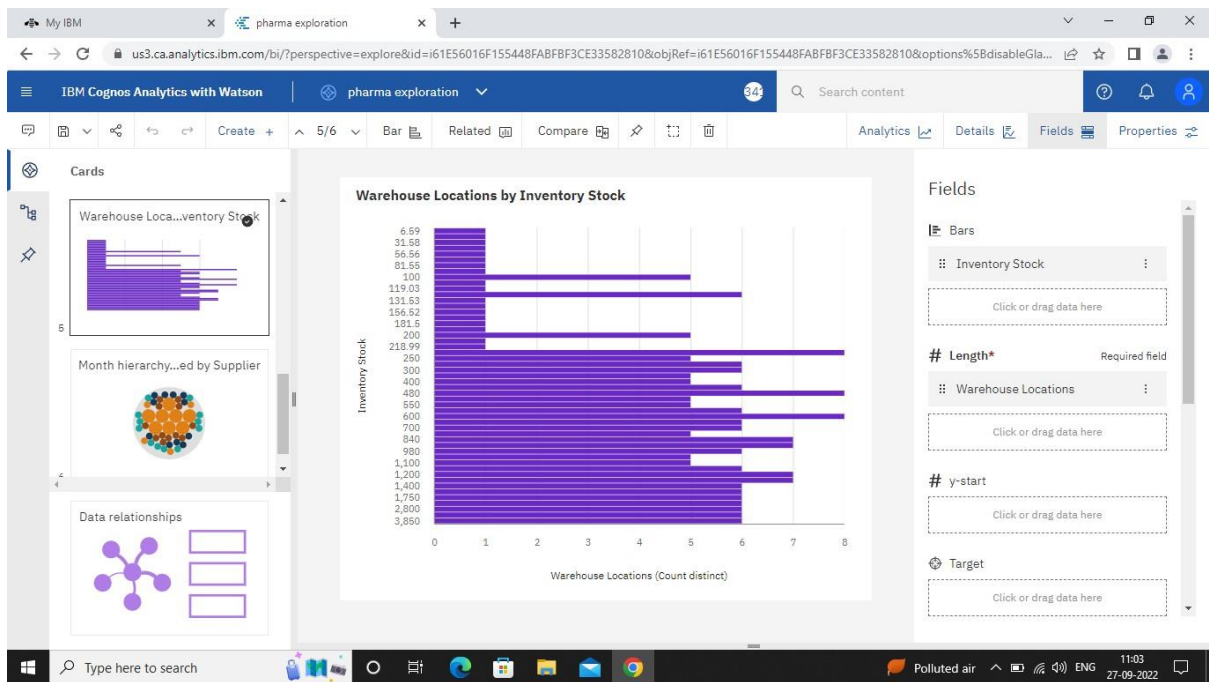 My IBM
pharma exploration
us3.ca.analytics.ibm.com/bi/?perspective=explore&id=i61E56016F155448FABFBF3CE33582810&objRef=i61E56016F155448FABFBF3CE33582810&options%5BdisableGla...
IBM Cognos Analytics with Watson
pharma exploration
Search content
Create +
5/6
Bar
Related
Compare
Analytics
Details
Fields
Properties
Cards
Warehouse Loca...ventory Stock
5
Month hierarchy...ed by Supplier
Data relationships
Warehouse Locations by Inventory Stock
Inventory Stock
6.59
31.58
56.56
81.55
100
119.03
131.53
156.52
181.5
200
218.99
250
300
400
480
550
600
700
840
980
1,100
1,200
1,400
1,750
2,800
3,850
0 1 2 3 4 5 6 7 8
Warehouse Locations (Count distinct)
Fields
Bars
Inventory Stock
Click or drag data here
# Length* Required field
Warehouse Locations
Click or drag data here
# y-start
Click or drag data here
Target
Click or drag data here
Type here to search
Polluted air
ENG
11:03
27-09-2022